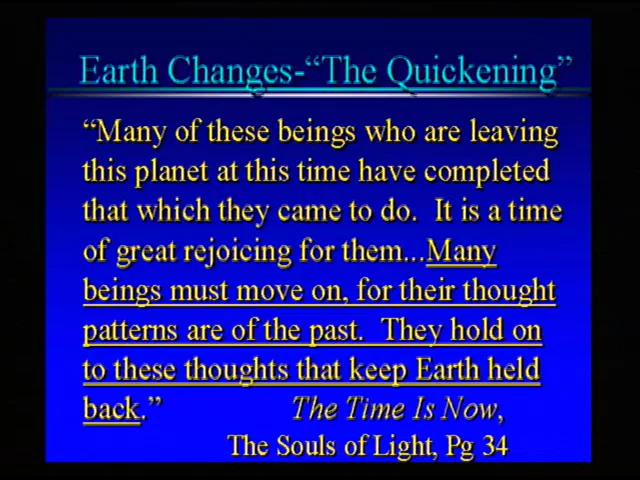 Earth Changes-“The Quickening”
“Many of these beings who are leaving
this planet at this time have completed
that which they came to do.  It is a time
of great rejoicing for them...Many
beings must move on, for their thought
patterns are of the past.  They hold on
to these thoughts that keep Earth held
back.”  The Time Is Now,
The Souls of Light, Pg 34